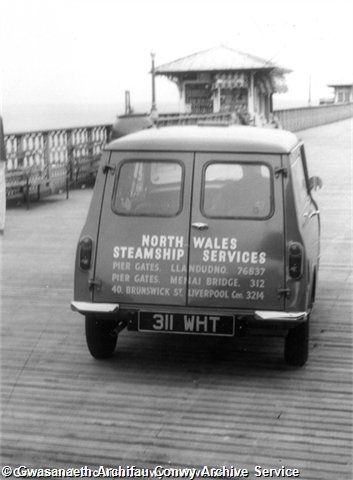 NORTH WALES
STEAMSHIP SERVICES
PIER GATES. LLANDUDNO. 76837
PIER GATES. MENAI BRIDGE. 312
40. BRUNSWICK ST. LIVERPOOL Cen. 3214
311 WHT
© Gwasanaeth Archifau Conwy Archive Service